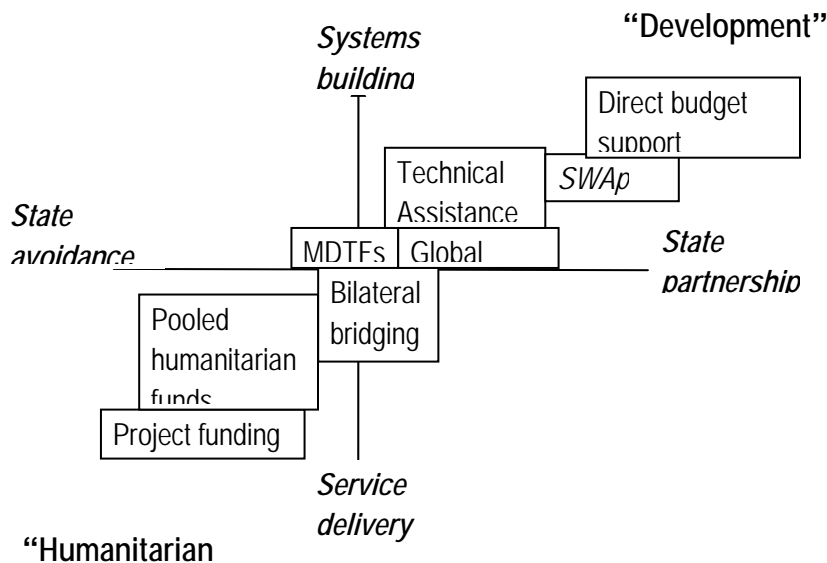 “Development”
Systems
building
Direct budget
support
Technical
Assistance
SWAp
State
avoidance
MDTFs
Global
State
partnership
Bilateral
bridging
Pooled
humanitarian
funds
Project funding
Service
delivery
“Humanitarian